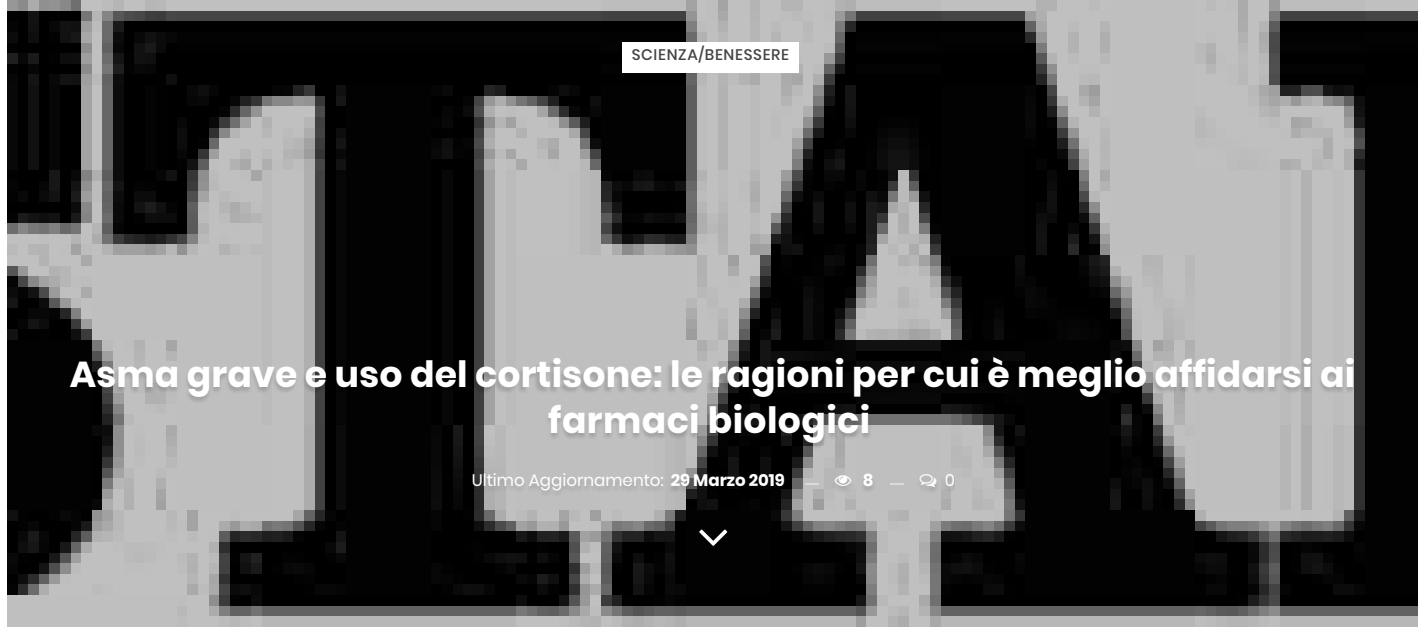 SCIENZA/BENESSERE
TA
Asma grave e uso del cortisone: le ragioni per cui è meglio affidarsi ai
farmaci biologici
Ultimo Aggiornamento: 29 Marzo 2019 — 8 — 0